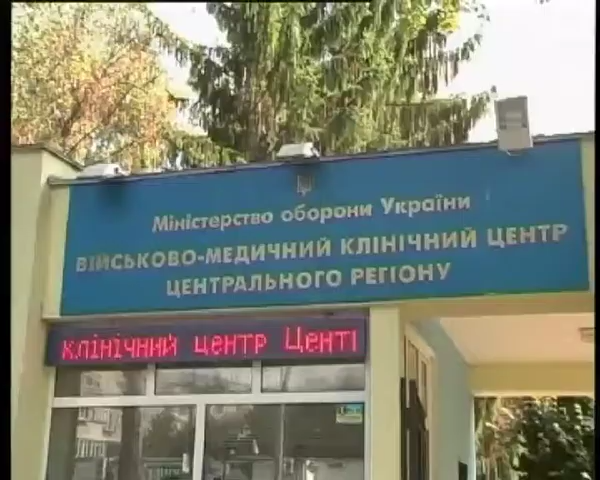 Міністерство оборони України
ВІЙСЬКОВО-МЕДИЧНИЙ КЛІНІЧНИЙ ЦЕНТР
ЦЕНТРАЛЬНОГО РЕГІОНУ
клінічний центр Центі